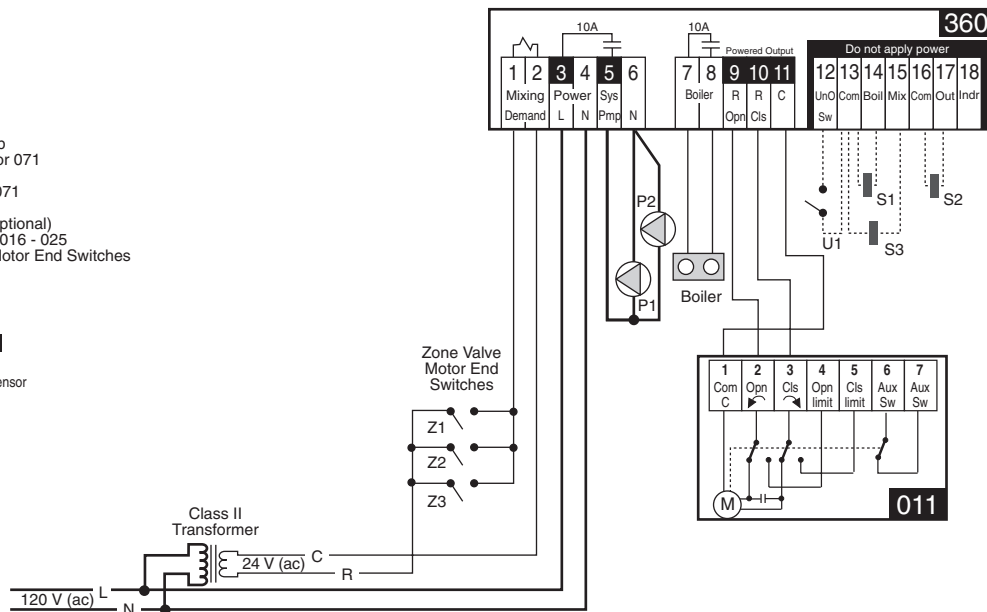 360
10A
10A
Powered Output
Do not apply power
1 2 3 4 5 6 7 8 9 10 11 12 13 14 15 16 17 18
Mixing Power Sys Boiler R R C UnO Com Boil Mix Com Out Indr
Demand L N Pmp N Opn Cls Sw
or 071
071
016 - 025
Motor End Switches
P2
P1
Boiler
U1
S1
S2
S3
Zone Valve
Motor End
Switches
Z1
Z2
Z3
1 2 3 4 5 6 7
Com Opn Cls Opn Cls Aux Aux
C limit limit Sw Sw
M
011
Class II
Transformer
24 V (ac)
C
R
120 V (ac)
L
N